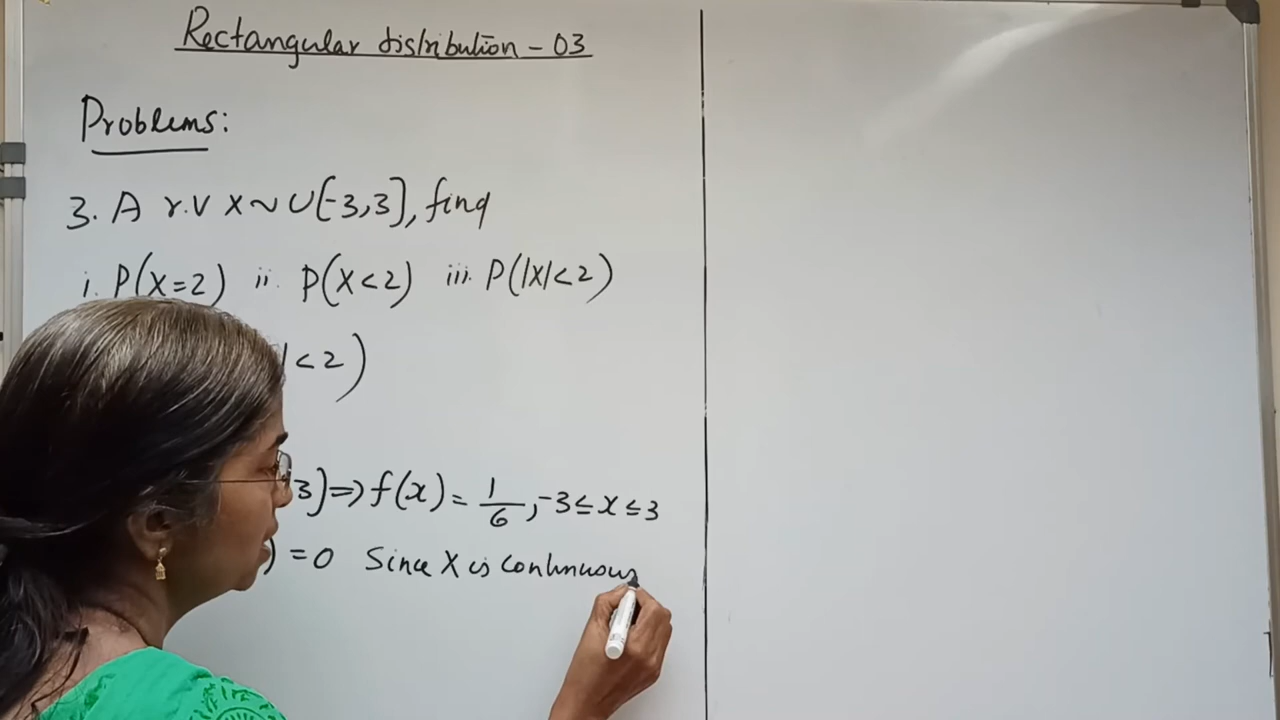 Rectangular distribution - 03
Problems:
3. A r.v X ~ U[-3,3], find
i. P(X=2) ii. P(X<2) iii. P(|X|<2)
|<2)
3] ⇒ f(x) = 1/6, -3 ≤ x ≤ 3
) = 0 Since X is continuous